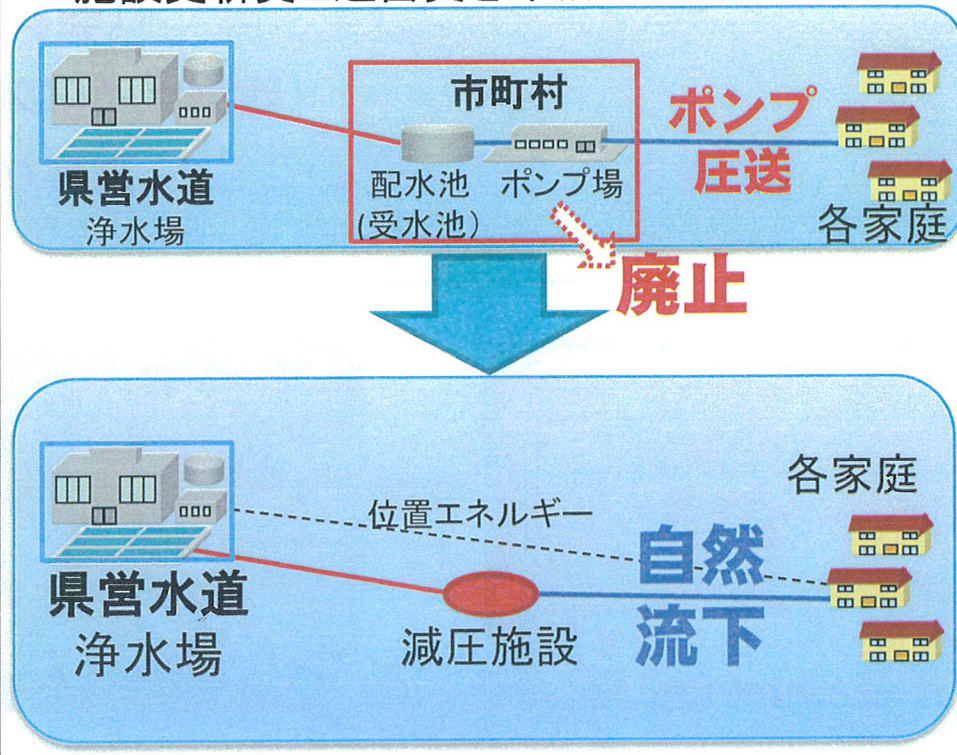 市町村
ポンプ
圧送
県営水道
浄水場
配水池
(受水池)
ポンプ場
各家庭
廃止
各家庭
位置エネルギー
自然
流下
県営水道
浄水場
減圧施設